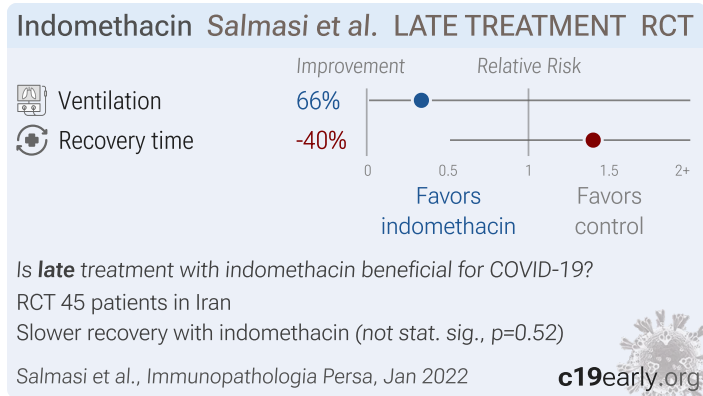 Indomethacin Salmasi et al. LATE TREATMENT RCT
Improvement Relative Risk
Ventilation 66%
Recovery time -40%
0 0.5 1 1.5 2+
Favors indomethacin Favors control
Is late treatment with indomethacin beneficial for COVID-19?
RCT 45 patients in Iran
Slower recovery with indomethacin (not stat. sig., p=0.52)
Salmasi et al., Immunopathologia Persa, Jan 2022 c19early.org